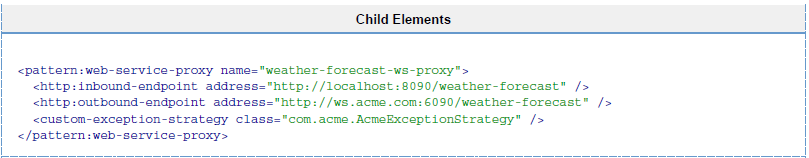 Child Elements
<pattern:web-service-proxy name="weather-forecast-ws-proxy">
<http:inbound-endpoint address="http://localhost:8090/weather-forecast" />
<http:outbound-endpoint address="http://ws.acme.com:6090/weather-forecast" />
<custom-exception-strategy class="com.acme.AcmeExceptionStrategy" />
</pattern:web-service-proxy>